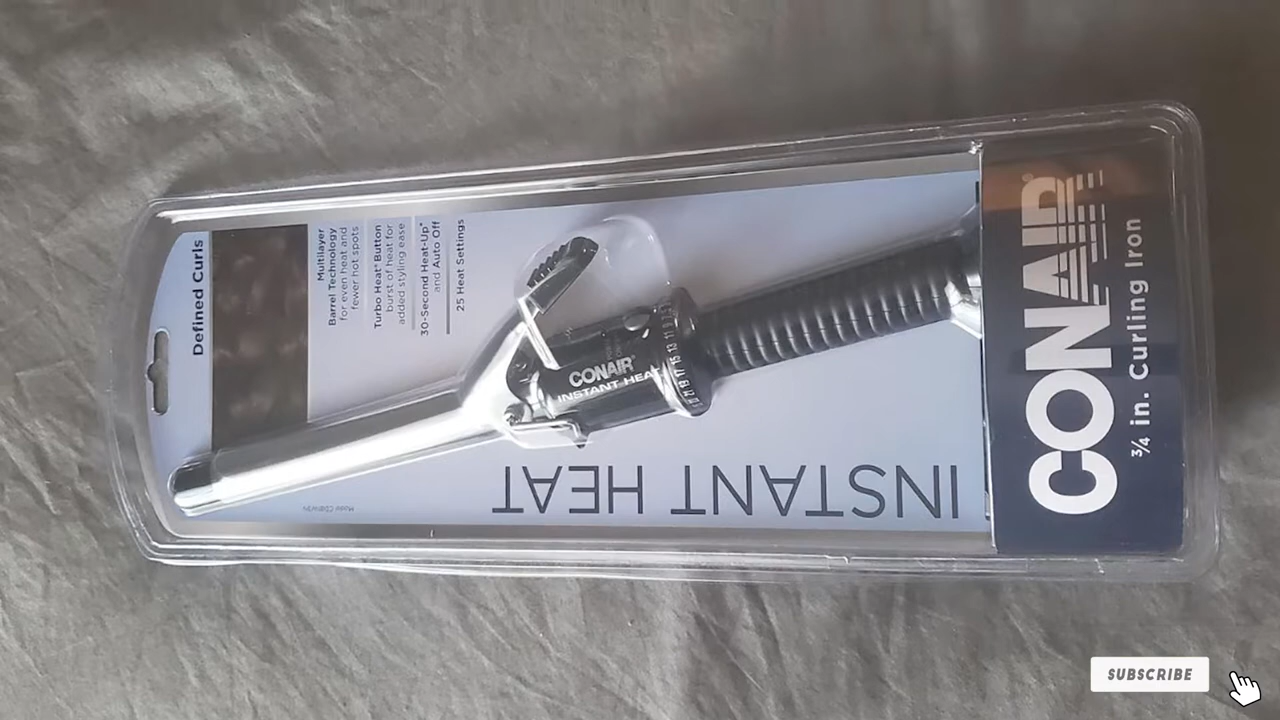 Defined Curls
Multilayer
Barrel Technology
for even heat and
fewer hot spots
Turbo Heat® Button
burst of heat for
added styling ease
30-Second Heat-Up*
and Auto Off
25 Heat Settings
CONAIR
INSTANT HEAT
INSTANT HEAT
CONAIR®
¾ in. Curling Iron
SUBSCRIBE